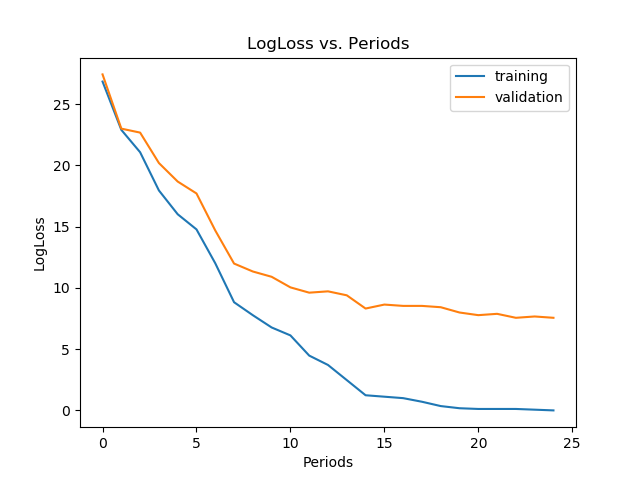 LogLoss vs. Periods
training
validation
LogLoss
25
20
15
10
5
0
0 5 10 15 20 25
Periods